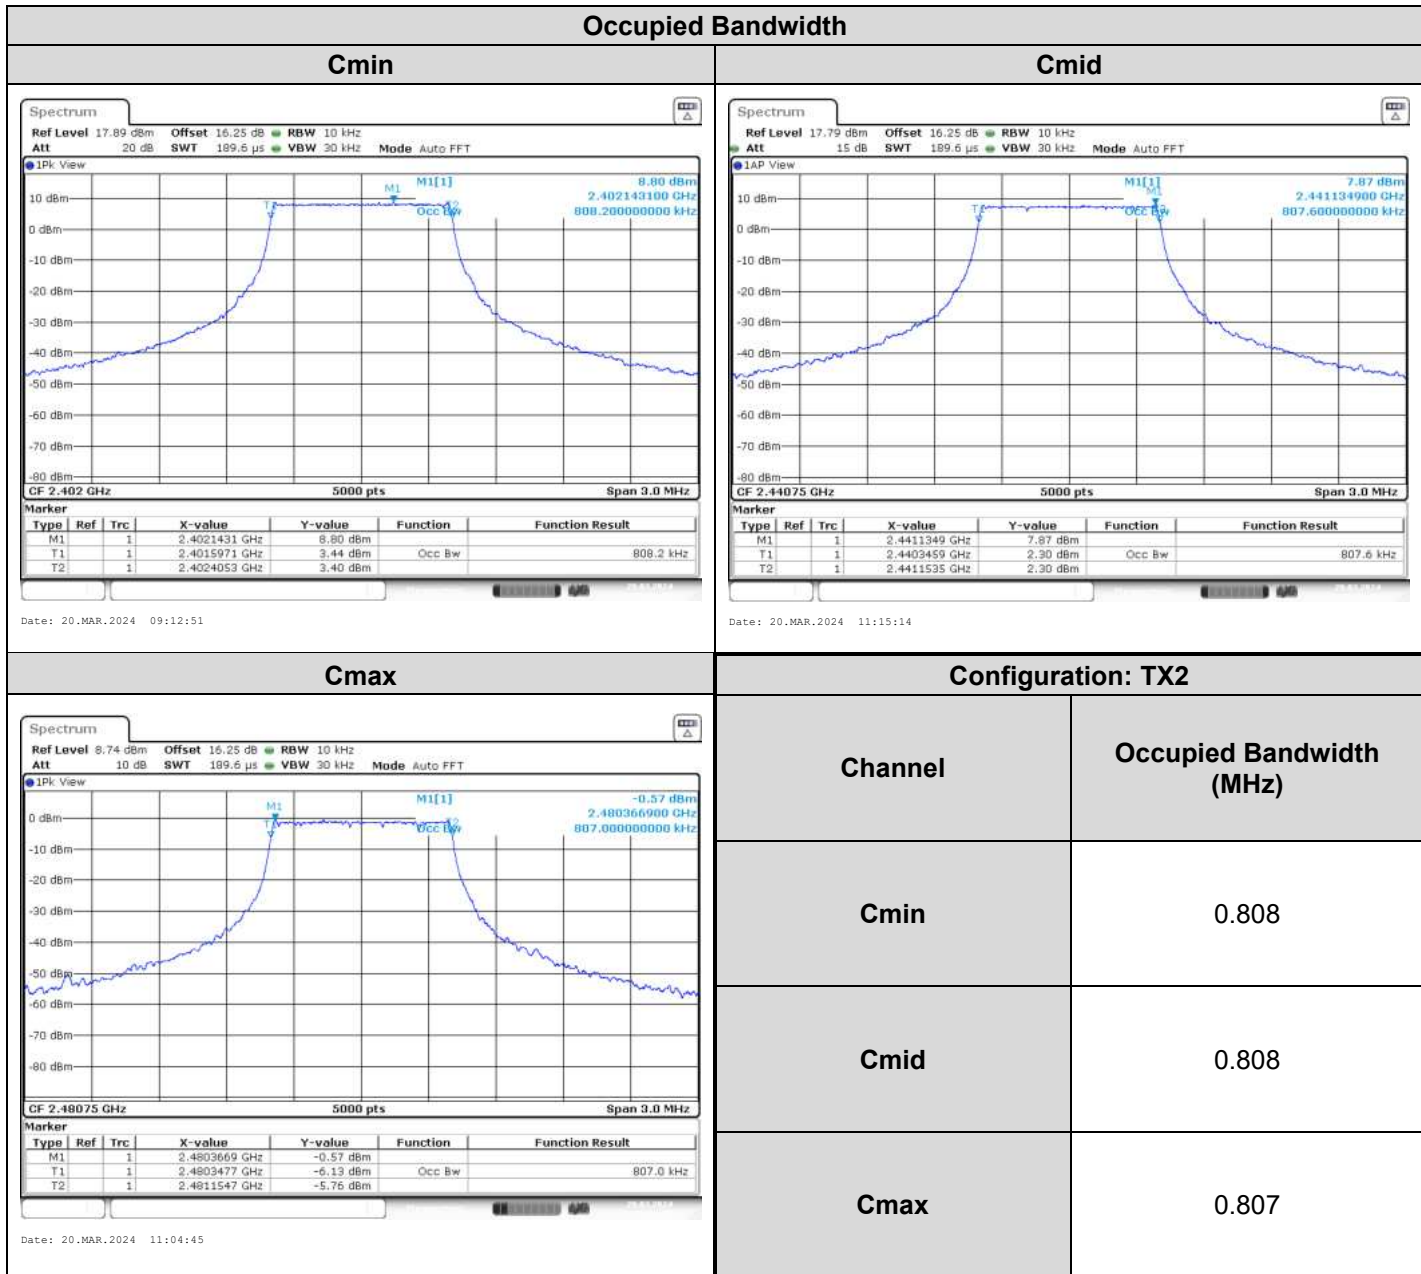 Occupied Bandwidth
Cmin
Cmid
Spectrum
Ref Level 17.89 dBm Offset 16.25 dB RBW 10 kHz
Att 20 dB SWT 189.6 µs VBW 30 kHz Mode Auto FFT
1Pk View
M1[1] 8.80 dBm
2.402143100 GHz
Occ Bw 808.200000000 kHz
M1
T1
T2
10 dBm
0 dBm
-10 dBm
-20 dBm
-30 dBm
-40 dBm
-50 dBm
-60 dBm
-70 dBm
-80 dBm
CF 2.402 GHz 5000 pts Span 3.0 MHz
Marker
Type Ref Trc X-value Y-value Function Function Result
M1 1 2.4021431 GHz 8.80 dBm
T1 1 2.4015971 GHz 3.44 dBm Occ Bw 808.2 kHz
T2 1 2.4024053 GHz 3.40 dBm
Date: 20.MAR.2024 09:12:51
Spectrum
Ref Level 17.79 dBm Offset 16.25 dB RBW 10 kHz
Att 15 dB SWT 189.6 µs VBW 30 kHz Mode Auto FFT
1AP View
M1[1] 7.87 dBm
2.441134900 GHz
Occ Bw 807.600000000 kHz
M1
10 dBm
0 dBm
-10 dBm
-20 dBm
-30 dBm
-40 dBm
-50 dBm
-60 dBm
-70 dBm
-80 dBm
CF 2.44075 GHz 5000 pts Span 3.0 MHz
Marker
Type Ref Trc X-value Y-value Function Function Result
M1 1 2.4411349 GHz 7.87 dBm
T1 1 2.4403459 GHz 2.30 dBm Occ Bw 807.6 kHz
T2 1 2.4411535 GHz 2.30 dBm
Date: 20.MAR.2024 11:15:14
Cmax
Configuration: TX2
Spectrum
Ref Level 8.74 dBm Offset 16.25 dB RBW 10 kHz
Att 10 dB SWT 189.6 µs VBW 30 kHz Mode Auto FFT
1Pk View
M1[1] -0.57 dBm
2.480366900 GHz
Occ Bw 807.000000000 kHz
M1
0 dBm
-10 dBm
-20 dBm
-30 dBm
-40 dBm
-50 dBm
-60 dBm
-70 dBm
-80 dBm
CF 2.48075 GHz 5000 pts Span 3.0 MHz
Marker
Type Ref Trc X-value Y-value Function Function Result
M1 1 2.4803669 GHz -0.57 dBm
T1 1 2.4803477 GHz -6.13 dBm Occ Bw 807.0 kHz
T2 1 2.4811547 GHz -5.76 dBm
Date: 20.MAR.2024 11:04:45
Channel
Occupied Bandwidth
(MHz)
Cmin 0.808
Cmid 0.808
Cmax 0.807